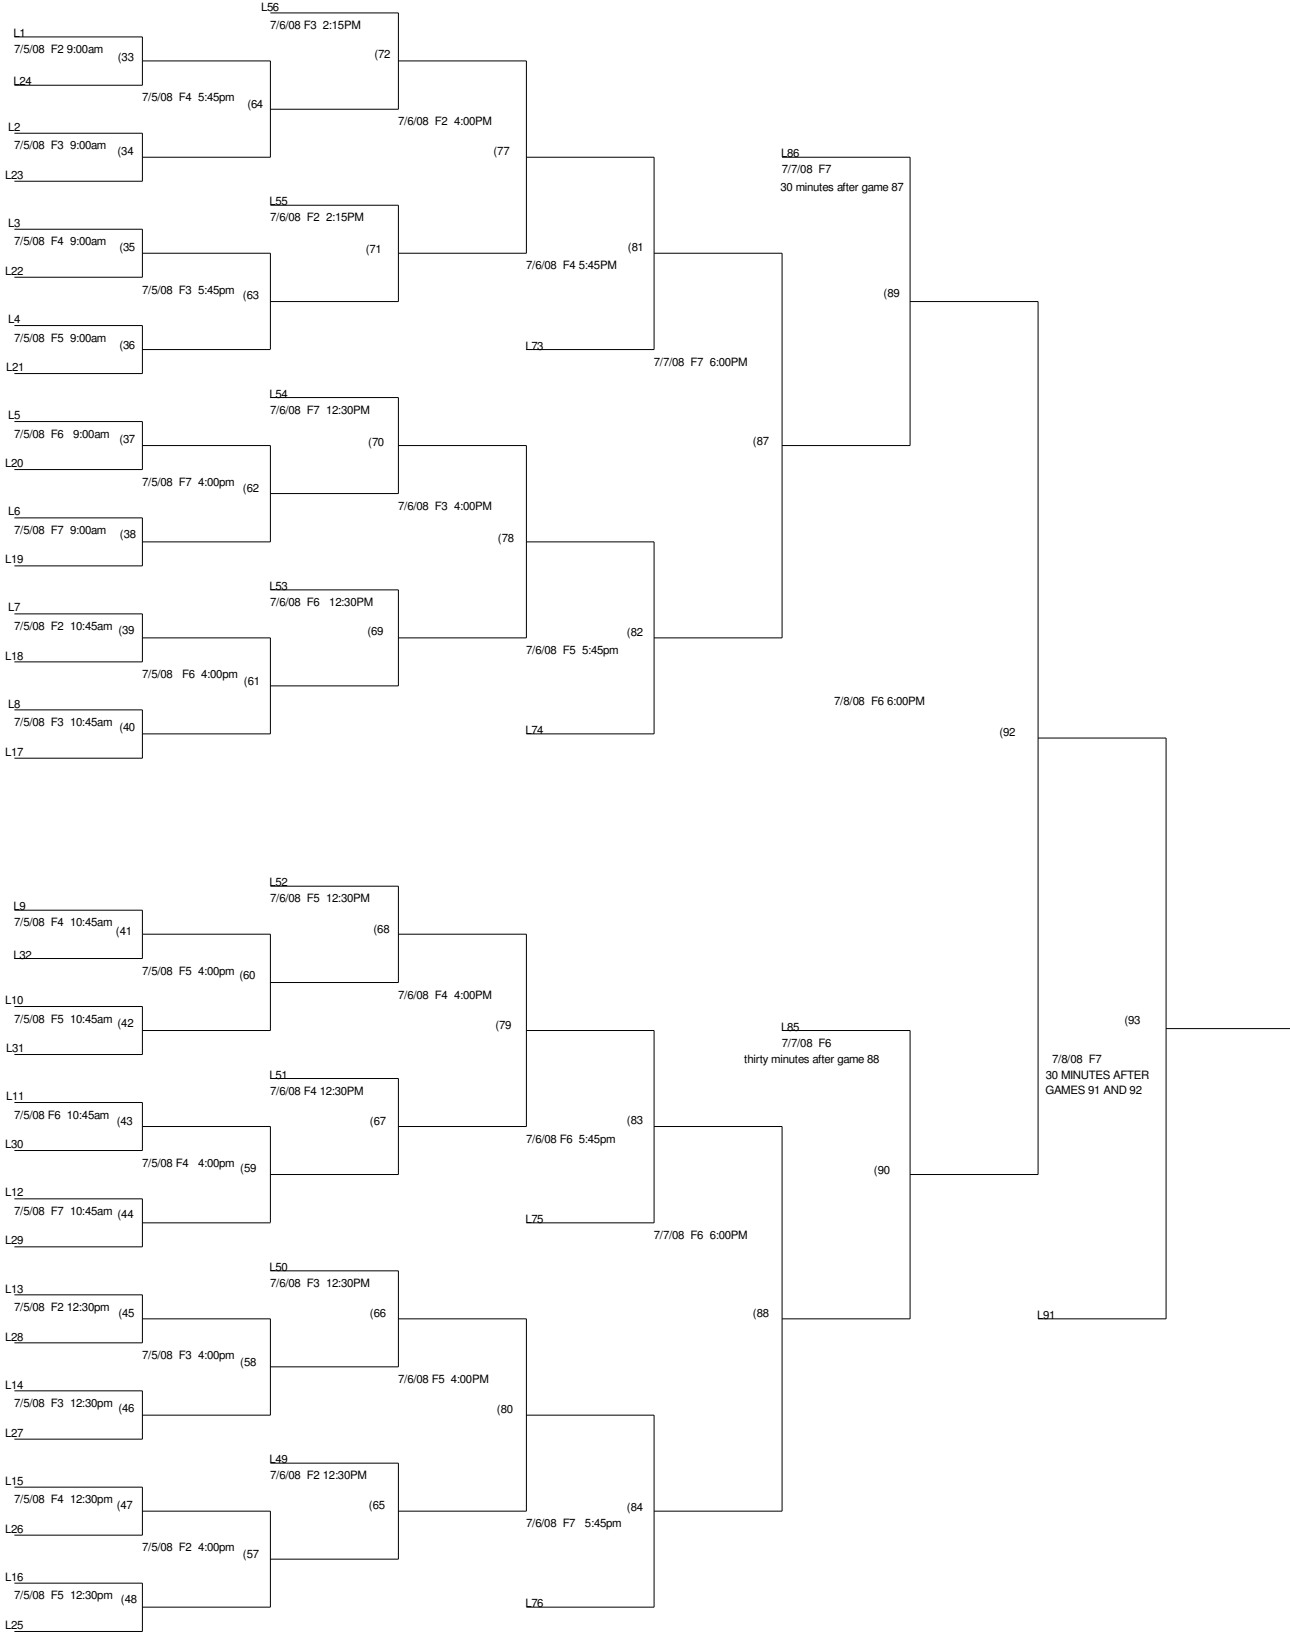 L56
7/6/08 F3 2:15PM
(72
L1
7/5/08 F2 9:00am
(33
L24
7/5/08 F4 5:45pm
(64
L2
7/5/08 F3 9:00am
(34
L23
7/6/08 F2 4:00PM
(77
L86
7/7/08 F7
30 minutes after game 87
L55
7/6/08 F2 2:15PM
(71
L3
7/5/08 F4 9:00am
(35
L22
7/5/08 F3 5:45pm
(63
L4
7/5/08 F5 9:00am
(36
L21
(81
7/6/08 F4 5:45PM
L73
(89
7/7/08 F7 6:00PM
L54
7/6/08 F7 12:30PM
(70
L5
7/5/08 F6 9:00am
(37
L20
7/5/08 F7 4:00pm
(62
L6
7/5/08 F7 9:00am
(38
L19
(87
7/6/08 F3 4:00PM
(78
L53
7/6/08 F6 12:30PM
(69
L7
7/5/08 F2 10:45am
(39
L18
7/5/08 F6 4:00pm
(61
L8
7/5/08 F3 10:45am
(40
L17
(82
7/6/08 F5 5:45pm
L74
7/8/08 F6 6:00PM
(92
L52
7/6/08 F5 12:30PM
(68
L9
7/5/08 F4 10:45am
(41
L32
7/5/08 F5 4:00pm
(60
L10
7/5/08 F5 10:45am
(42
L31
7/6/08 F4 4:00PM
(79
L85
7/7/08 F6
thirty minutes after game 88
(93
7/8/08 F7
30 MINUTES AFTER
GAMES 91 AND 92
L51
7/6/08 F4 12:30PM
(67
L11
7/5/08 F6 10:45am
(43
L30
7/5/08 F4 4:00pm
(59
L12
7/5/08 F7 10:45am
(44
L29
(83
7/6/08 F6 5:45pm
L75
(90
7/7/08 F6 6:00PM
L50
7/6/08 F3 12:30PM
(66
L13
7/5/08 F2 12:30pm
(45
L28
7/5/08 F3 4:00pm
(58
L14
7/5/08 F3 12:30pm
(46
L27
(88
L91
7/6/08 F5 4:00PM
(80
L49
7/6/08 F2 12:30PM
(65
L15
7/5/08 F4 12:30pm
(47
L26
7/5/08 F2 4:00pm
(57
L16
7/5/08 F5 12:30pm
(48
L25
(84
7/6/08 F7 5:45pm
L76